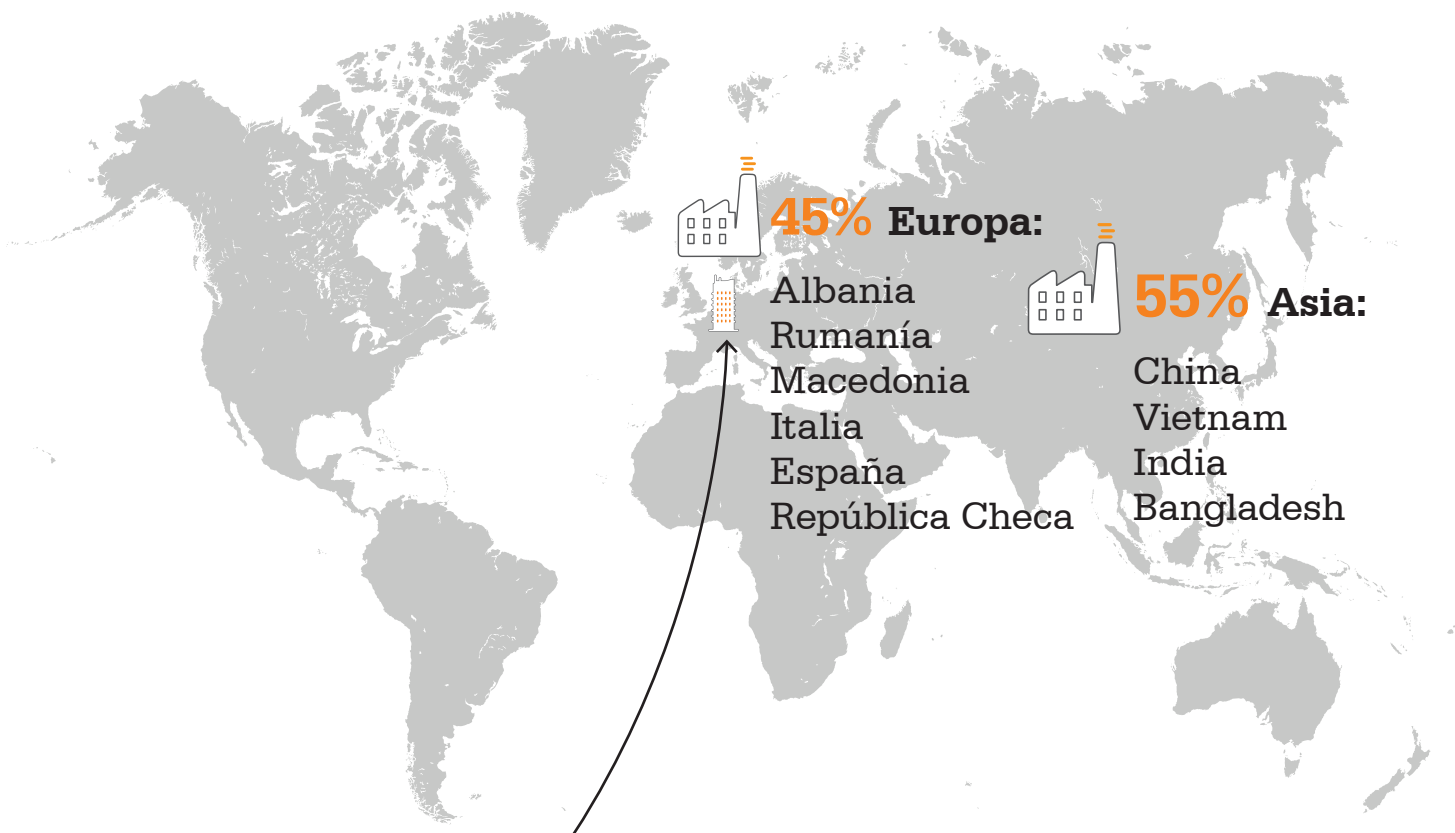 45% Europa:
Albania
Rumanía
Macedonia
Italia
España
República Checa
55% Asia:
China
Vietnam
India
Bangladesh